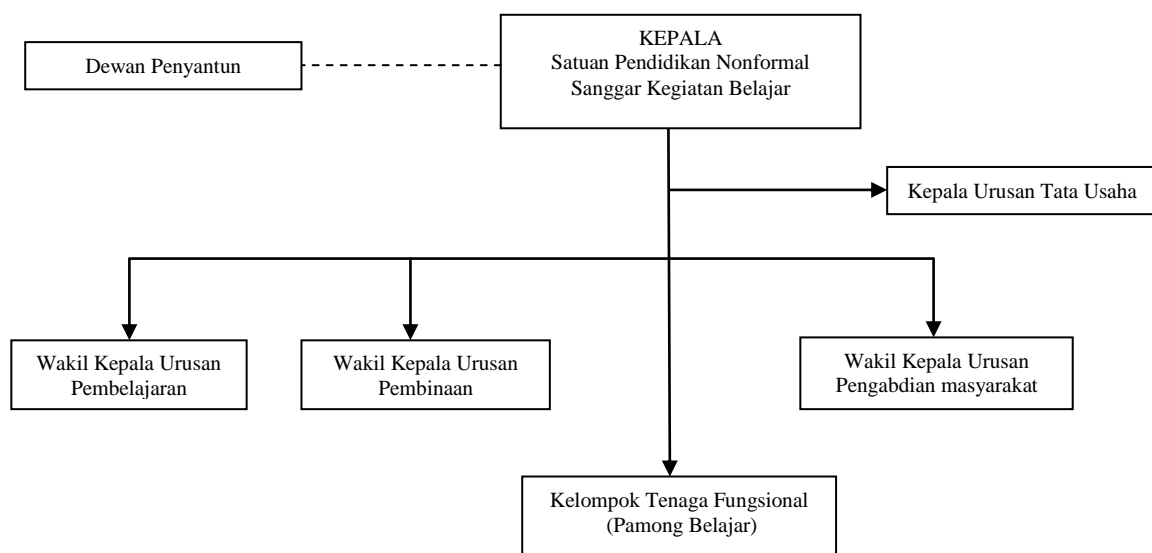 KEPALA
Satuan Pendidikan Nonformal
Sanggar Kegiatan Belajar
Dewan Penyantun
Kepala Urusan Tata Usaha
Wakil Kepala Urusan
Pembelajaran
Wakil Kepala Urusan
Pembinaan
Wakil Kepala Urusan
Pengabdian masyarakat
Kelompok Tenaga Fungsional
(Pamong Belajar)